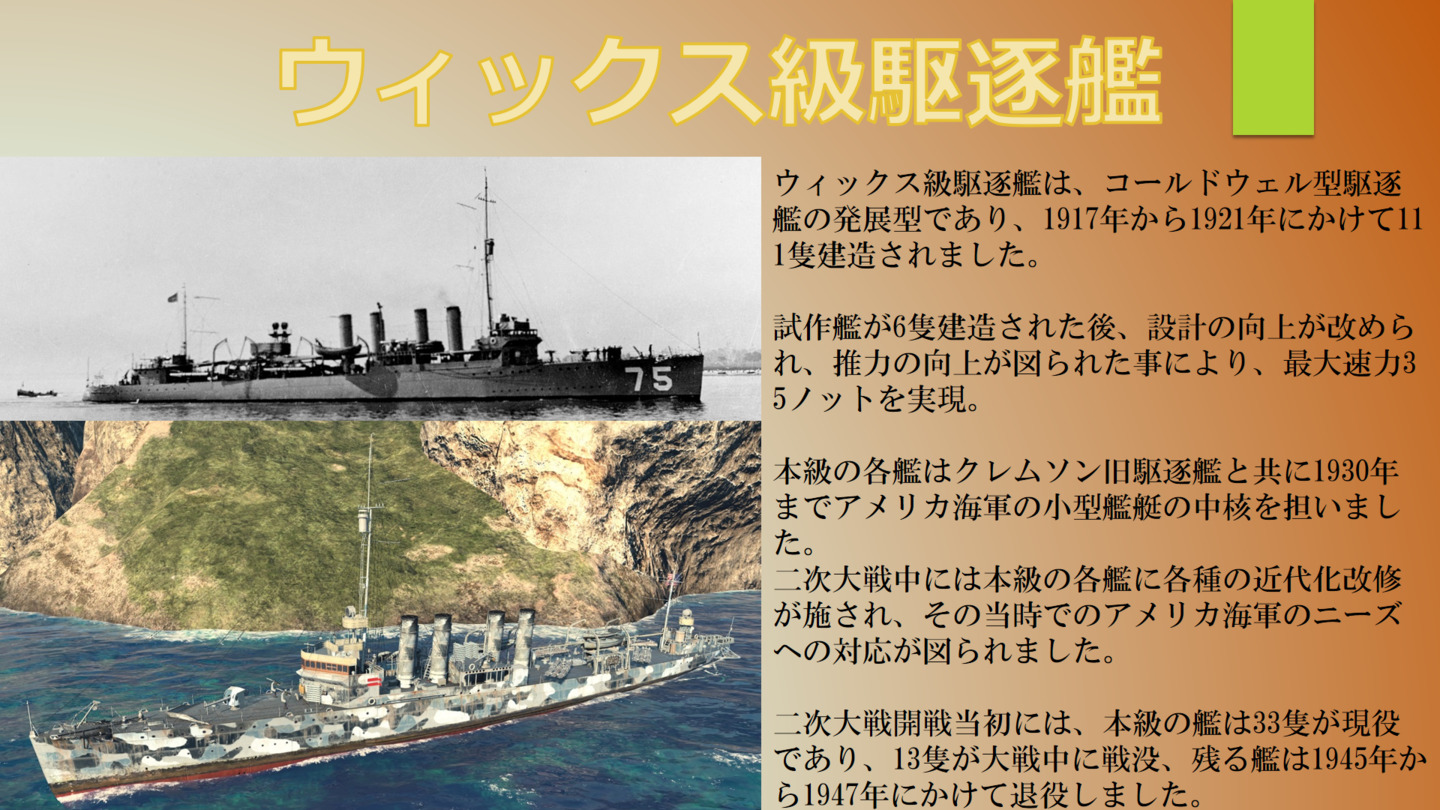 ウィックス級駆逐艦
75
ウィックス級駆逐艦は、コールドウェル型駆逐
艦の発展型であり、1917年から1921年にかけて11
1隻建造されました。
試作艦が6隻建造された後、設計の向上が改めら
れ、推力の向上が図られた事により、最大速力3
5ノットを実現。
本級の各艦はクレムソン旧駆逐艦と共に1930年
までアメリカ海軍の小型艦艇の中核を担いまし
た。
二次大戦中には本級の各艦に各種の近代化改修
が施され、その当時でのアメリカ海軍のニーズ
への対応が図られました。
二次大戦開戦当初には、本級の艦は33隻が現役
であり、13隻が大戦中に戦没、残る艦は1945年か
ら1947年にかけて退役しました。